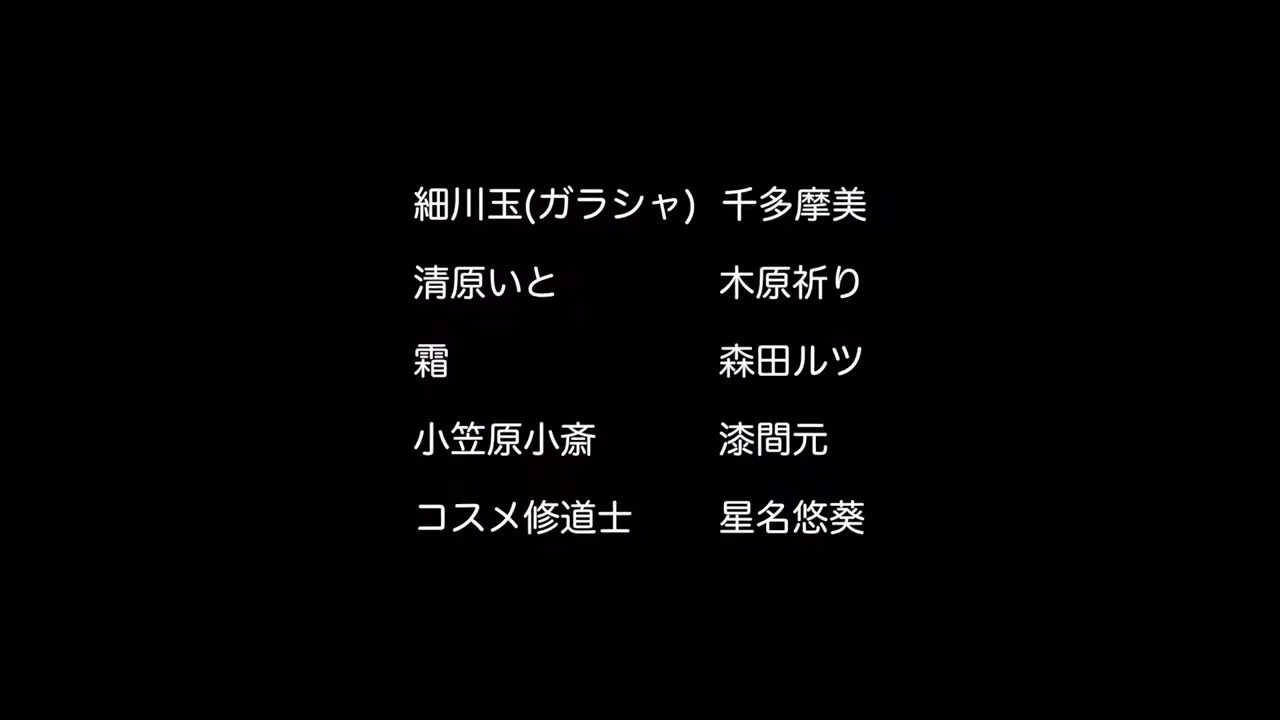 細川玉(ガラシャ) 千多摩美
清原いと 木原祈り
霜 森田ルツ
小笠原小斎 漆間元
コスメ修道士 星名悠葵